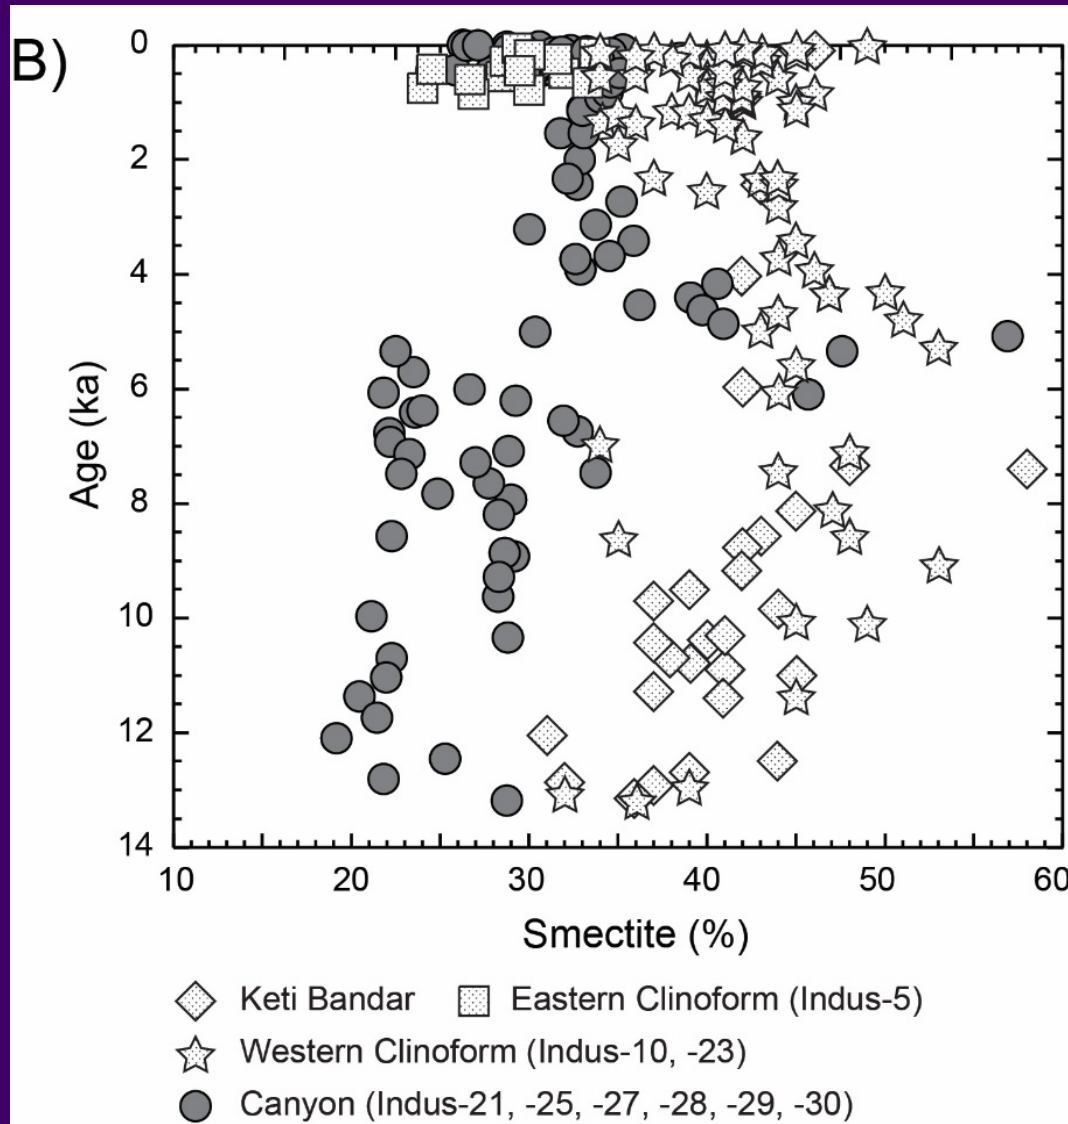 B)
0
2
4
6
8
10
12
14
Age (ka)
10 20 30 40 50 60
Smectite (%)
Keti Bandar Eastern Clinoform (Indus-5)
Western Clinoform (Indus-10, -23)
Canyon (Indus-21, -25, -27, -28, -29, -30)